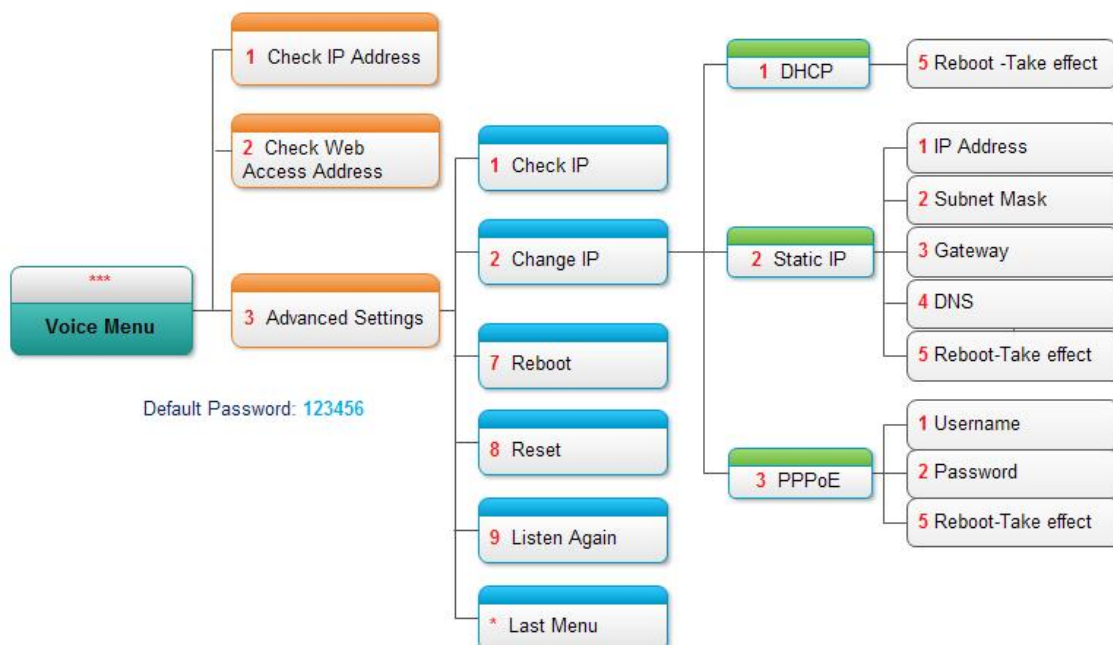 ***
Voice Menu
Default Password: 123456
1 Check IP Address
2 Check Web
Access Address
3 Advanced Settings
1 Check IP
2 Change IP
7 Reboot
8 Reset
9 Listen Again
* Last Menu
1 DHCP
5 Reboot -Take effect
2 Static IP
1 IP Address
2 Subnet Mask
3 Gateway
4 DNS
5 Reboot-Take effect
3 PPPoE
1 Username
2 Password
5 Reboot-Take effect